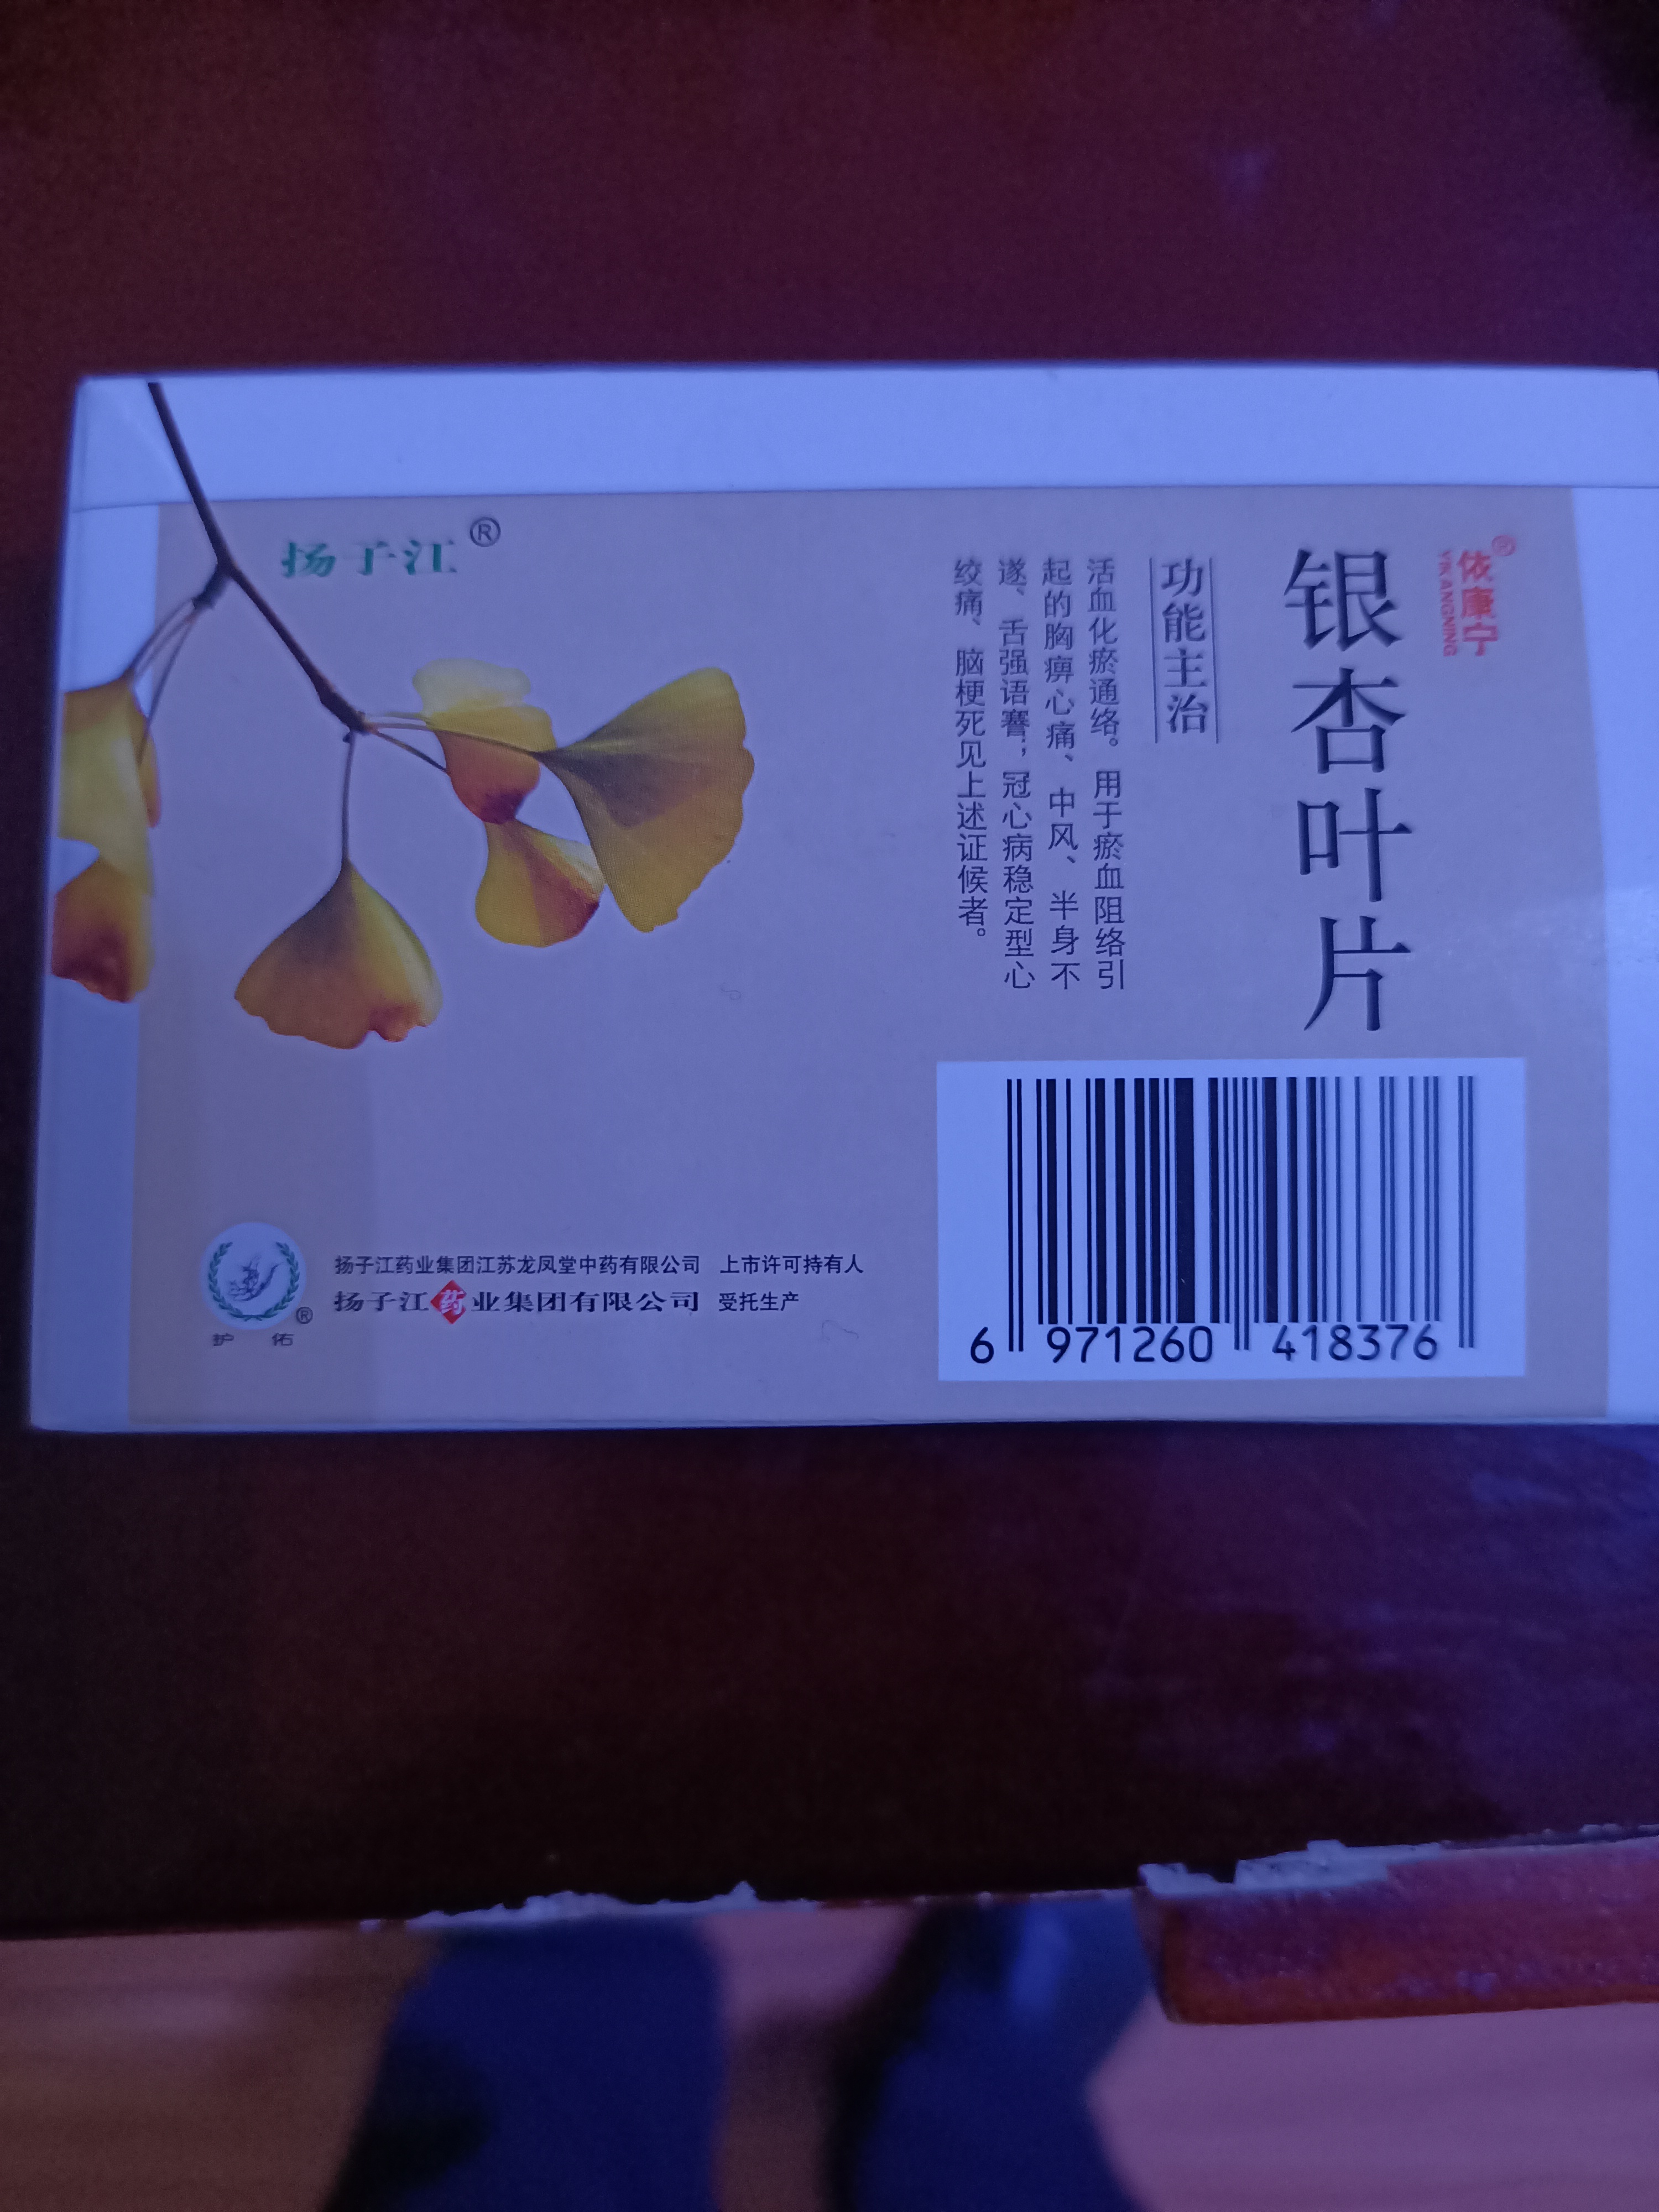 扬子江®
依康宁®
YIKANGNING
银杏叶片
功能主治
活血化瘀通络。用于瘀血阻络引
起的胸痹心痛、中风、半身不
遂、舌强语謇；冠心病稳定型心
绞痛、脑梗死见上述证候者。
护佑®
扬子江药业集团江苏龙凤堂中药有限公司 上市许可持有人
扬子江药业集团有限公司 受托生产
6 971260 418376